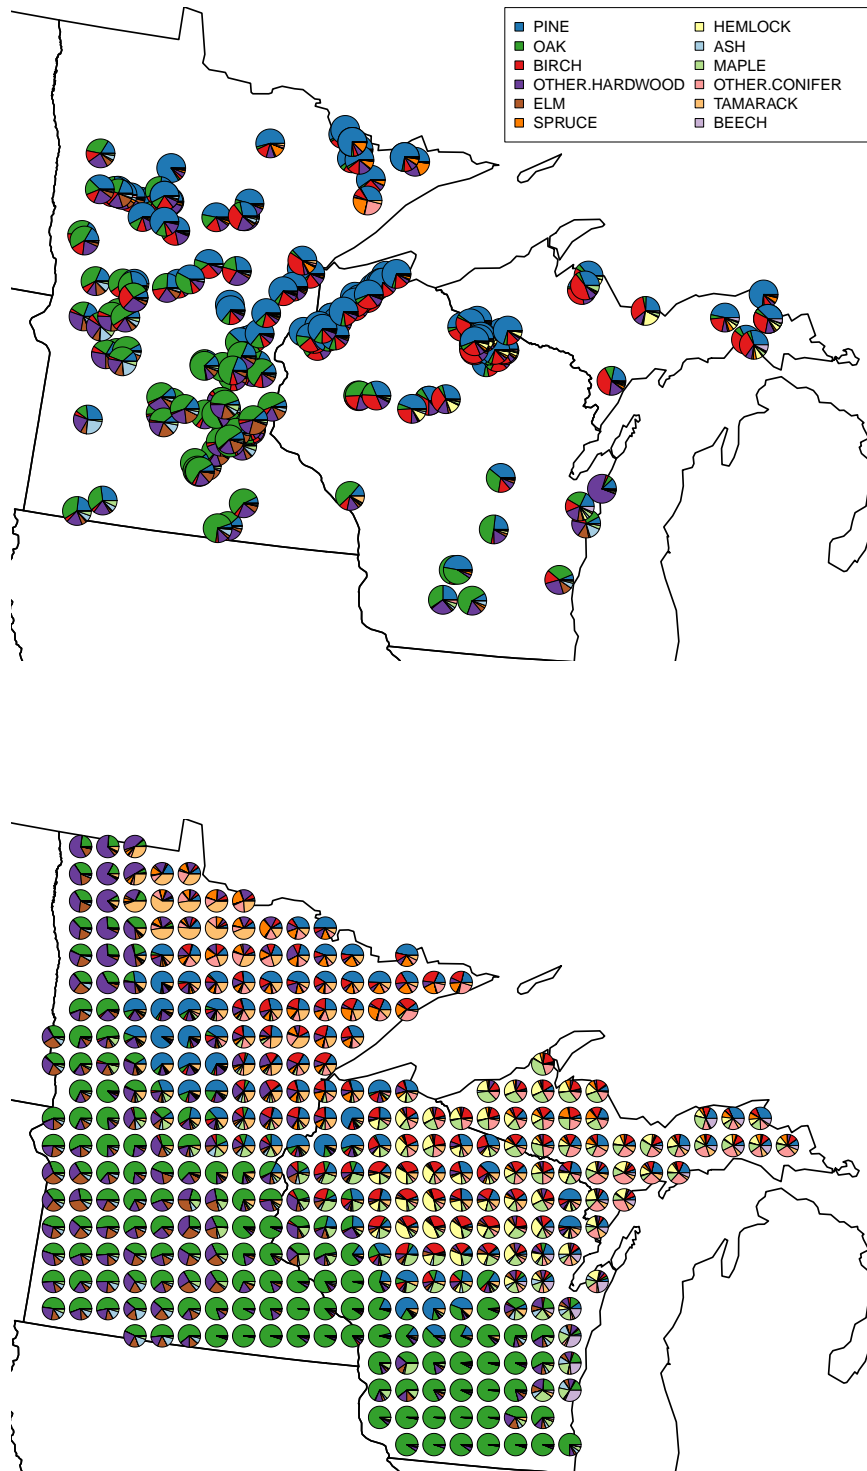 PINE
OAK
BIRCH
OTHER.HARDWOOD
ELM
SPRUCE
HEMLOCK
ASH
MAPLE
OTHER.CONIFER
TAMARACK
BEECH